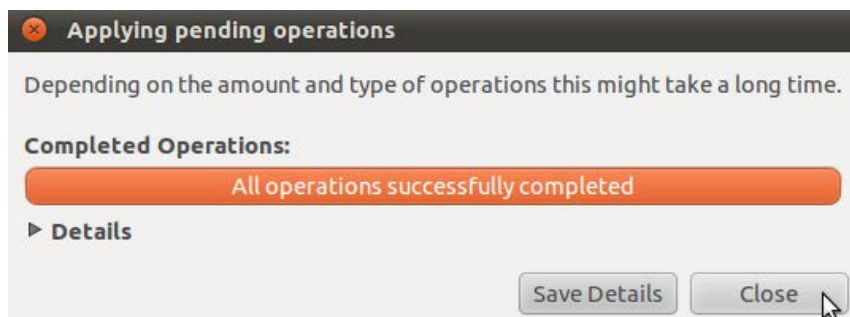 Applying pending operations
Depending on the amount and type of operations this might take a long time.
Completed Operations:
All operations successfully completed
Details
Save Details Close